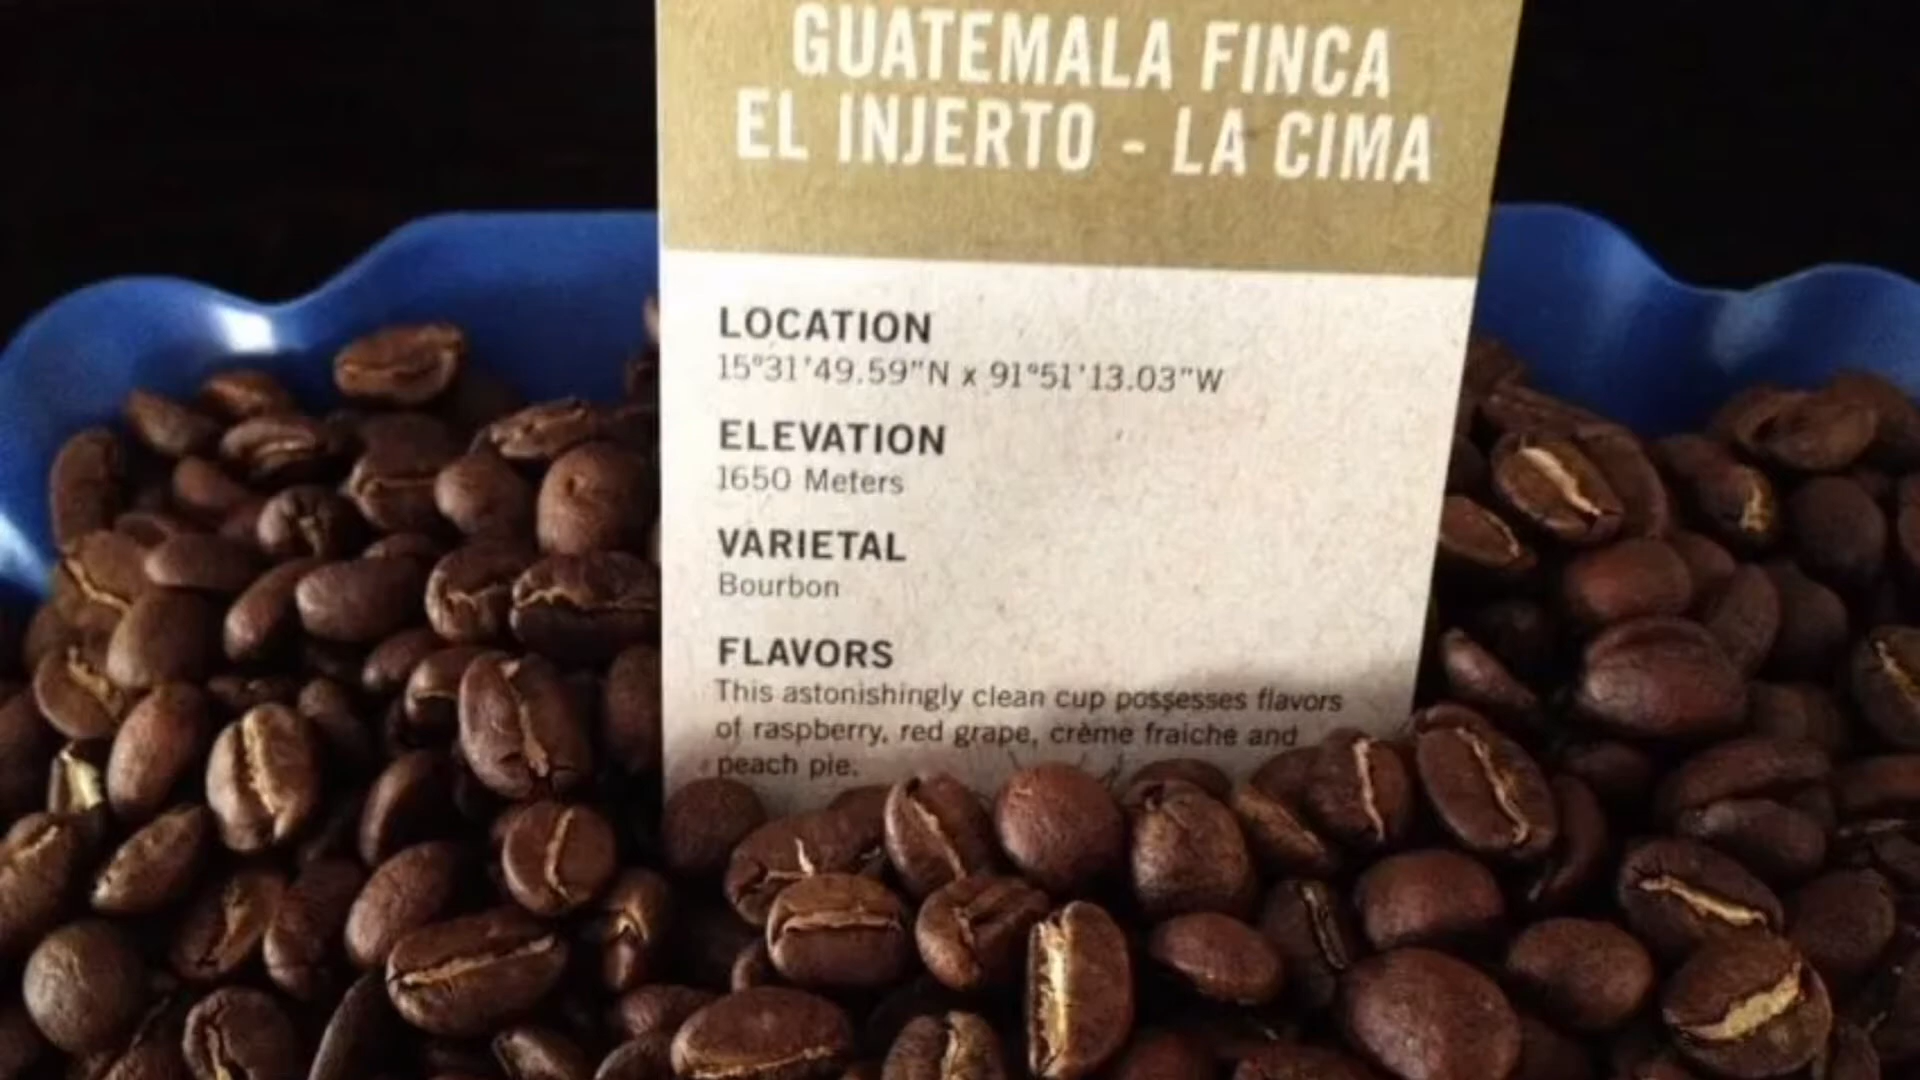 GUATEMALA FINCA
EL INJERTO - LA CIMA
LOCATION
15°31'49.59"N x 91°51'13.03"W
ELEVATION
1650 Meters
VARIETAL
Bourbon
FLAVORS
This astonishingly clean cup possesses flavors
of raspberry, red grape, crème fraiche and
peach pie.